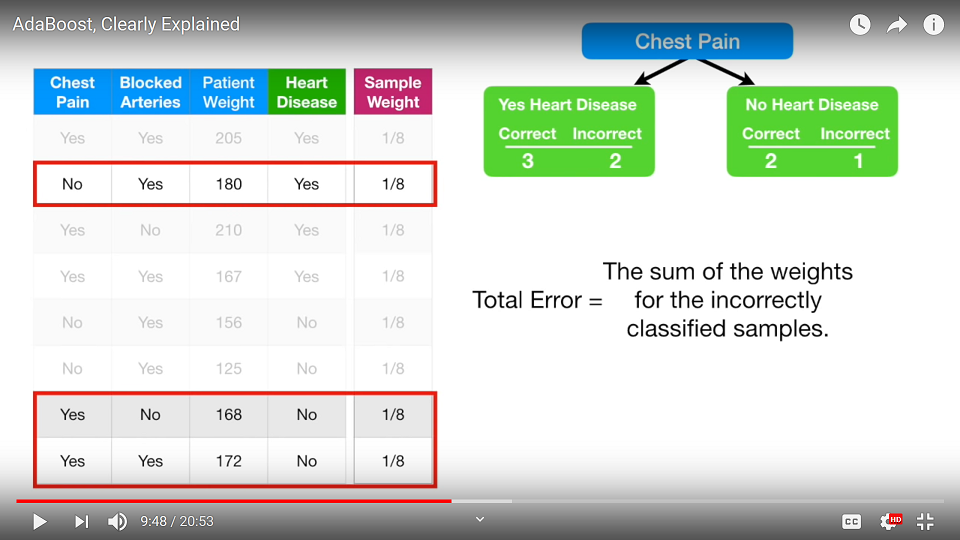 AdaBoost, Clearly Explained
Chest Pain Blocked Arteries Patient Weight Heart Disease Sample Weight
Yes Yes 205 Yes 1/8
No Yes 180 Yes 1/8
Yes No 210 Yes 1/8
Yes Yes 167 Yes 1/8
No Yes 156 No 1/8
No Yes 125 No 1/8
Yes No 168 No 1/8
Yes Yes 172 No 1/8
Chest Pain
Yes Heart Disease
Correct Incorrect
3 2
No Heart Disease
Correct Incorrect
2 1
The sum of the weights
Total Error = for the incorrectly
classified samples.
9:48 / 20:53
CC
HD